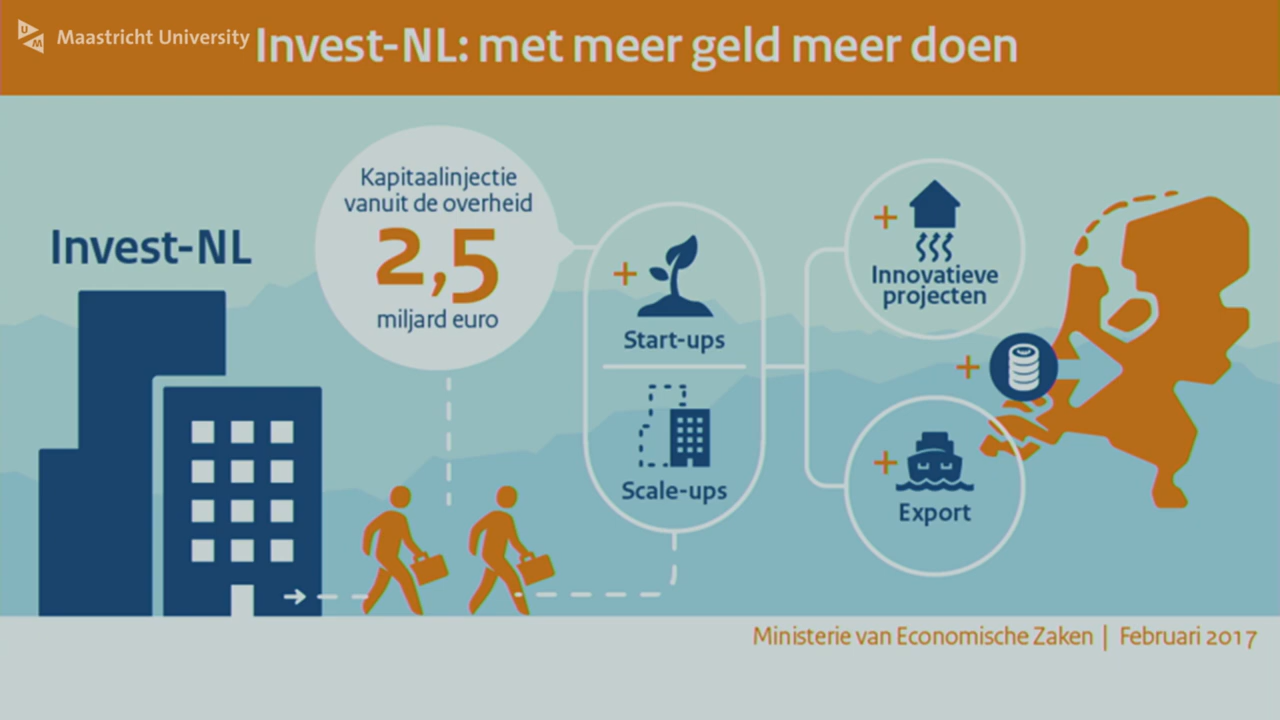 UM
Maastricht University
Invest-NL: met meer geld meer doen
Invest-NL
Kapitaalinjectie
vanuit de overheid
2,5
miljard euro
Start-ups
Scale-ups
Innovatieve
projecten
Export
Ministerie van Economische Zaken | Februari 2017